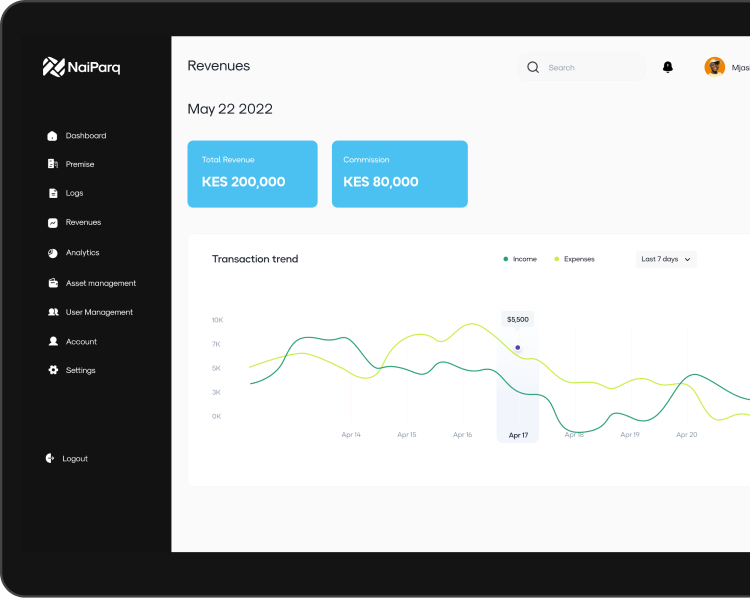 NaiParq
Revenues
Search
May 22 2022
Dashboard
Premise
Logs
Revenues
Analytics
Asset management
User Management
Account
Settings
Logout
Total Revenue
KES 200,000
Commission
KES 80,000
Transaction trend
Income
Expenses
Last 7 days
10K
7K
5K
3K
0K
$5,500
Apr 14
Apr 15
Apr 16
Apr 17
Apr 18
Apr 19
Apr 20